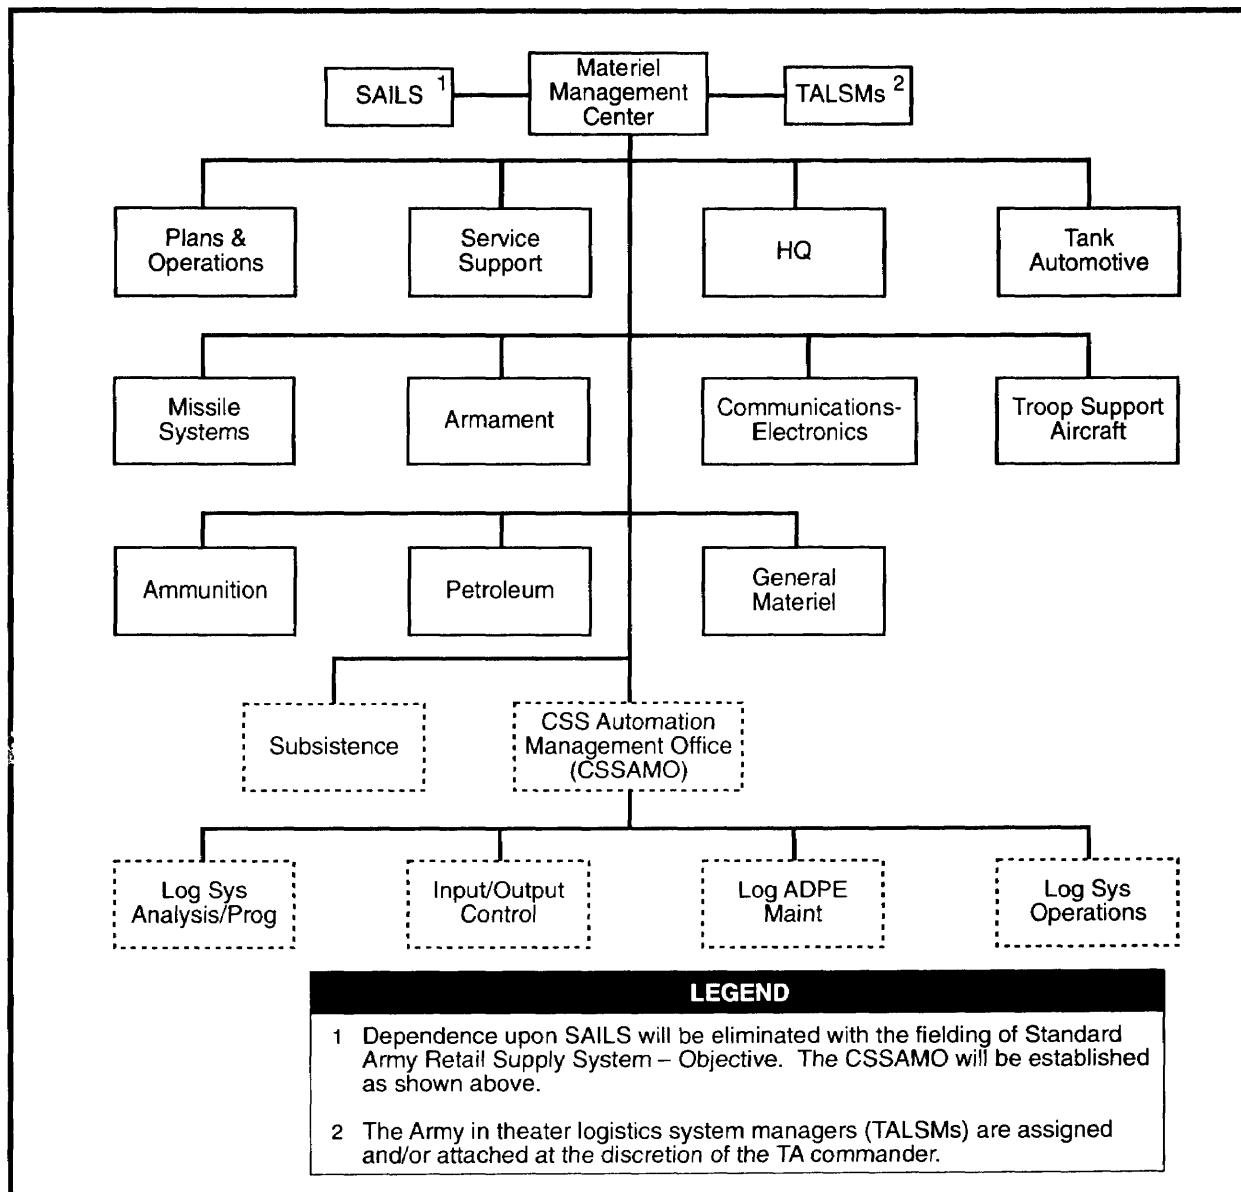 SAILS 1
Materiel
Management
Center
TALSMs 2
Plans &
Operations
Service
Support
HQ
Tank
Automotive
Missile
Systems
Armament
Communications-
Electronics
Troop Support
Aircraft
Ammunition
Petroleum
General
Materiel
Subsistence
CSS Automation
Management Office
(CSSAMO)
Log Sys
Analysis/Prog
Input/Output
Control
Log ADPE
Maint
Log Sys
Operations
LEGEND
1 Dependence upon SAILS will be eliminated with the fielding of Standard
Army Retail Supply System – Objective. The CSSAMO will be established
as shown above.
2 The Army in theater logistics system managers (TALSMs) are assigned
and/or attached at the discretion of the TA commander.